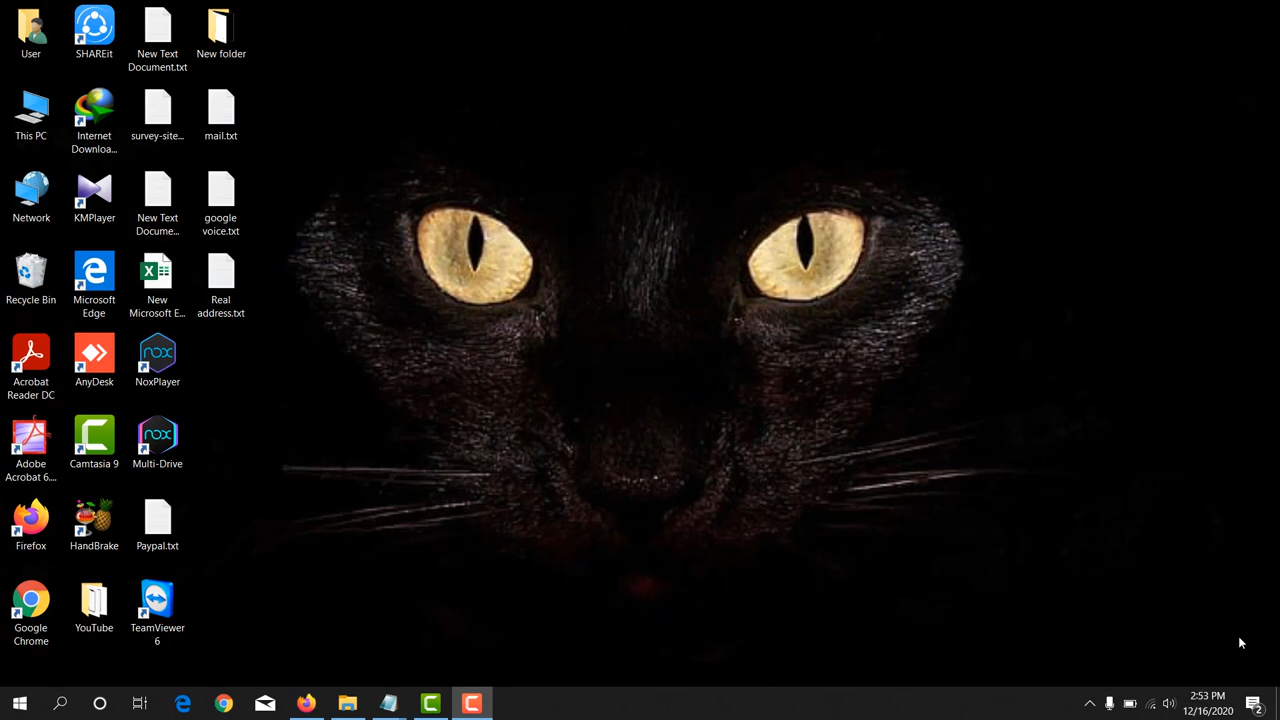 User
SHAREit
New Text
Document.txt
New folder
This PC
Internet
Downloa...
survey-site...
mail.txt
Network
KMPlayer
New Text
Docume...
google
voice.txt
Recycle Bin
Microsoft
Edge
New
Microsoft E...
Real
address.txt
Acrobat
Reader DC
AnyDesk
nox
NoxPlayer
Adobe
Acrobat 6....
Camtasia 9
nox
Multi-Drive
Firefox
HandBrake
Paypal.txt
Google
Chrome
YouTube
TeamViewer
6
2:53 PM
12/16/2020
2